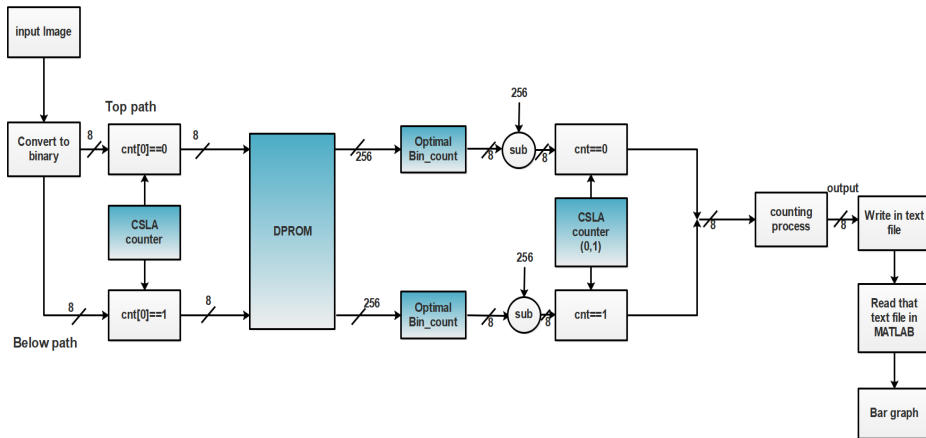 input Image
Top path
Convert to
binary
8
cnt[0]==0
8
CSLA
counter
8
cnt[0]==1
8
Below path
DPROM
256
Optimal
Bin_count
8
256
sub
8
cnt==0
CSLA
counter
(0,1)
256
Optimal
Bin_count
8
256
sub
8
cnt==1
8
counting
process
output
8
Write in text
file
Read that
text file in
MATLAB
Bar graph